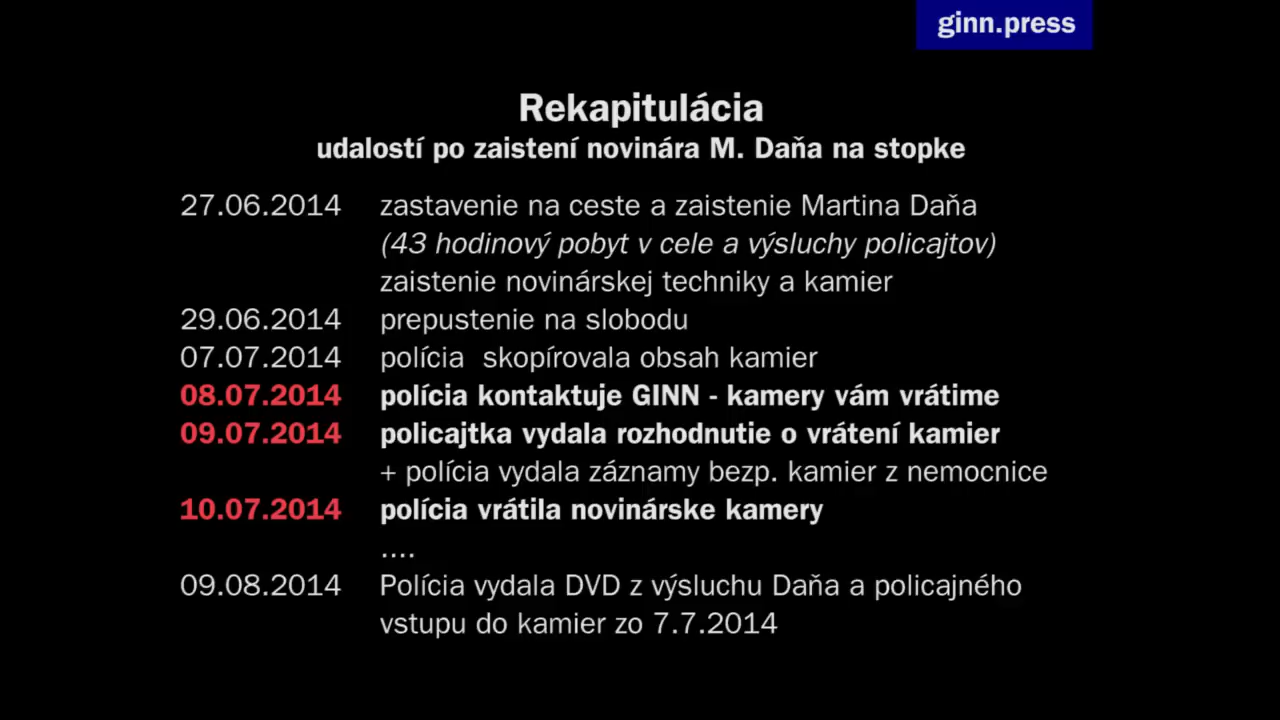 ginn.press
Rekapitulácia
udalostí po zaistení novinára M. Daňa na stopke
27.06.2014 zastavenie na ceste a zaistenie Martina Daňa
(43 hodinový pobyt v cele a výsluchy policajtov)
zaistenie novinárskej techniky a kamier
29.06.2014 prepustenie na slobodu
07.07.2014 polícia skopírovala obsah kamier
08.07.2014 polícia kontaktuje GINN - kamery vám vrátime
09.07.2014 policajtka vydala rozhodnutie o vrátení kamier
+ polícia vydala záznamy bezp. kamier z nemocnice
10.07.2014 polícia vrátila novinárske kamery
....
09.08.2014 Polícia vydala DVD z výsluchu Daňa a policajného
vstupu do kamier zo 7.7.2014